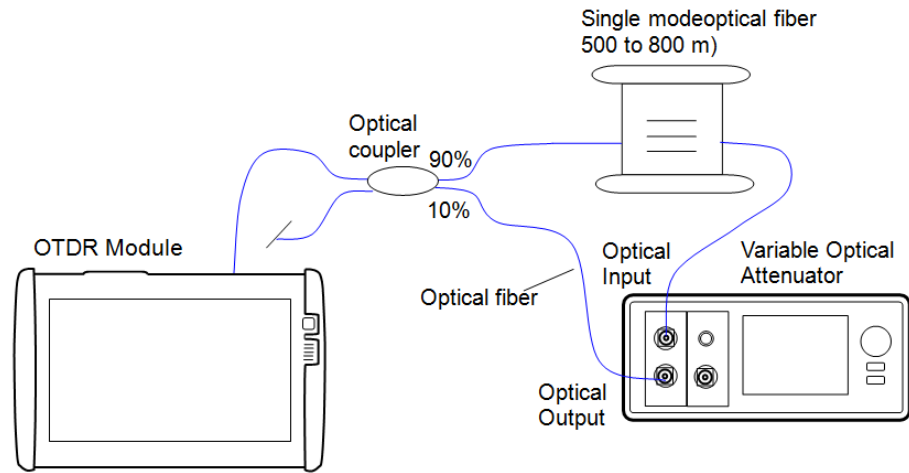 Single modeoptical fiber
500 to 800 m)
Optical
coupler
90%
10%
OTDR Module
Optical fiber
Optical
Input
Variable Optical
Attenuator
Optical
Output